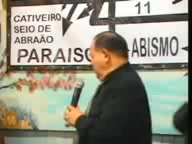 11
CATIVEIRO
SEIO DE
ABRAÃO
PARAISO - ABISMO -